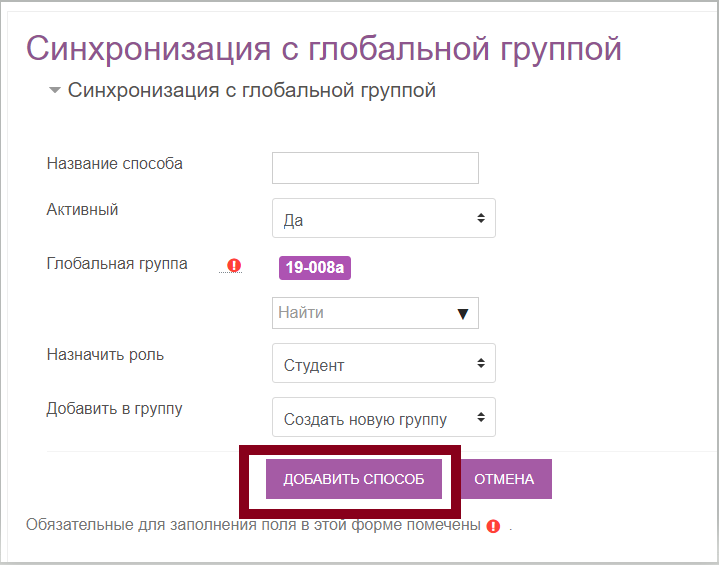 Синхронизация с глобальной группой
Синхронизация с глобальной группой
Название способа
Активный
Да
Глобальная группа
19-008а
Найти
Назначить роль
Студент
Добавить в группу
Создать новую группу
ДОБАВИТЬ СПОСОБ ОТМЕНА
Обязательные для заполнения поля в этой форме помечены .